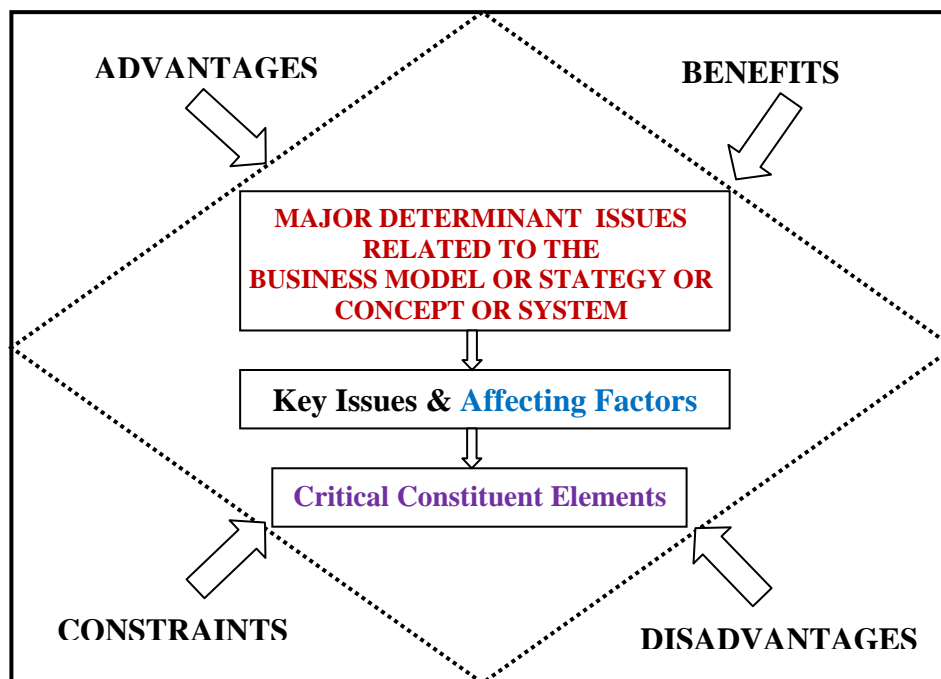 ADVANTAGES
BENEFITS
MAJOR DETERMINANT ISSUES
RELATED TO THE
BUSINESS MODEL OR STATEGY OR
CONCEPT OR SYSTEM
Key Issues & Affecting Factors
Critical Constituent Elements
CONSTRAINTS
DISADVANTAGES